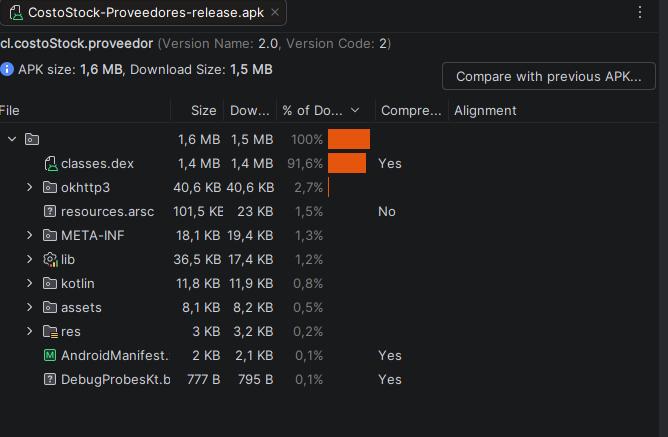 CostoStock-Proveedores-release.apk
cl.costoStock.proveedor (Version Name: 2.0, Version Code: 2)
APK size: 1,6 MB, Download Size: 1,5 MB
Compare with previous APK...
File Size Dow... % of Do... Compre... Alignment
1,6 MB 1,5 MB 100%
classes.dex 1,4 MB 1,4 MB 91,6% Yes
okhttp3 40,6 KB 40,6 KB 2,7%
resources.arsc 101,5 KE 23 KB 1,5% No
META-INF 18,1 KB 19,4 KB 1,3%
lib 36,5 KB 17,4 KB 1,2%
kotlin 11,8 KB 11,9 KB 0,8%
assets 8,1 KB 8,2 KB 0,5%
res 3 KB 3,2 KB 0,2%
AndroidManifest. 2 KB 2,1 KB 0,1% Yes
DebugProbesKt.b 777 B 795 B 0,1% Yes